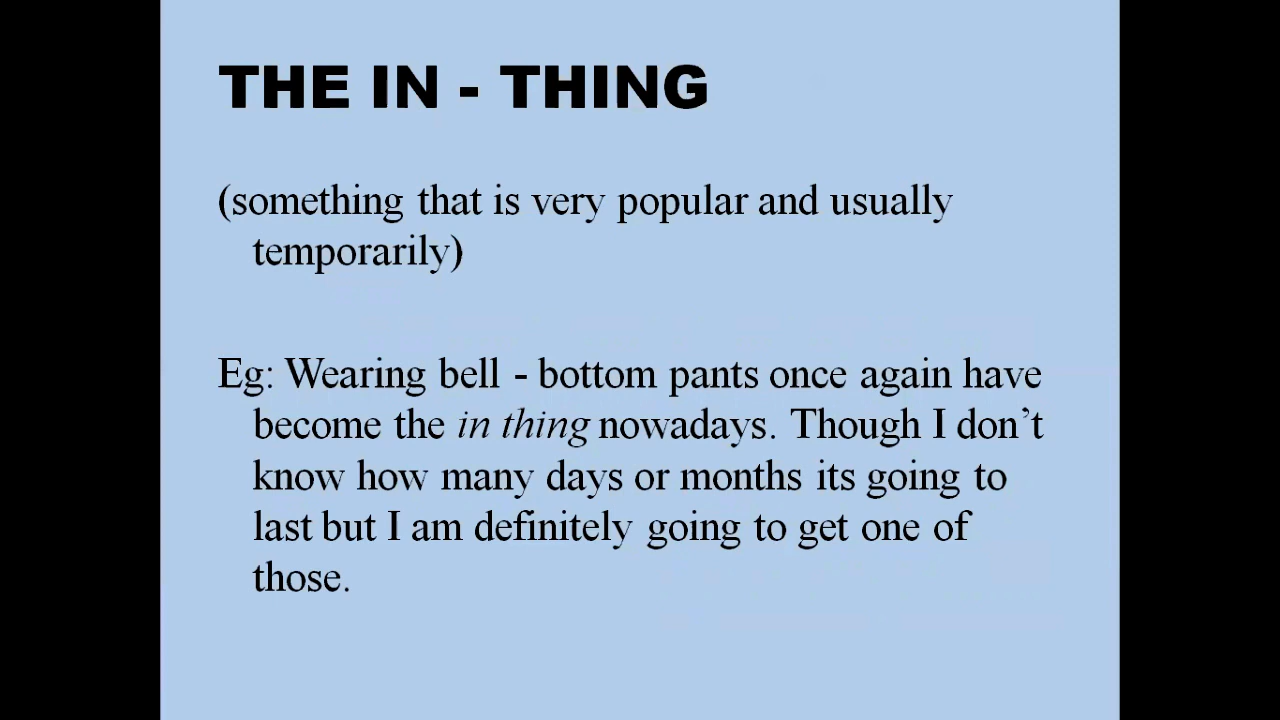 THE IN - THING
(something that is very popular and usually
temporarily)
Eg: Wearing bell - bottom pants once again have
become the in thing nowadays. Though I don’t
know how many days or months its going to
last but I am definitely going to get one of
those.